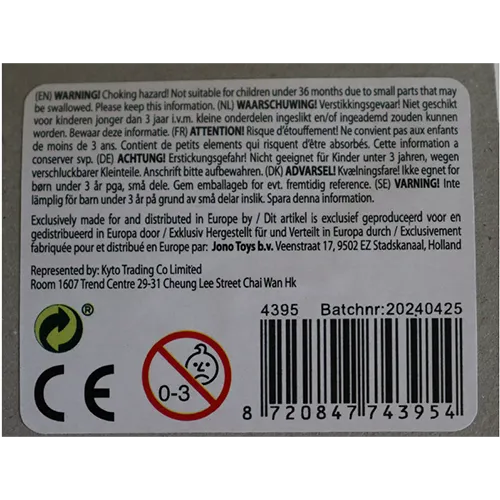 (EN) WARNING! Choking hazard! Not suitable for children under 36 months due to small parts that may
be swallowed. Please keep this information. (NL) WAARSCHUWING! Verstikkingsgevaar! Niet geschikt
voor kinderen jonger dan 3 jaar i.v.m. kleine onderdelen ingeslikt en/of ingeademd zouden kunnen
worden. Bewaar deze informatie. (FR) ATTENTION! Risque d'étouffement! Ne convient pas aux enfants
de moins de 3 ans. Contient de petits elements qui risquent d'être absorbés. Cette information a
conserver svp. (DE) ACHTUNG! Erstickungsgefahr! Nicht geeignet für Kinder unter 3 jahren, wegen
verschluckbarer Kleinteile. Anschrift bitte aufbewahren. (DK) ADVARSEL! Kvælningsfare! Ikke egnet for
børn under 3 år pga, små dele. Gem emballageb for evt. fremtidig reference. (SE) VARNING! Inte
lämplig för barn under 3 år på grund av små delar inslik. Spara denna information.
Exclusively made for and distributed in Europe by / Dit artikel is exclusief geproduceerd voor en
gedistribueerd in Europa door / Exklusiv Hergestellt für und Verteilt in Europa durch / Exclusivement
fabriquée pour et distribué en Europe par: Jono Toys b.v. Veenstraat 17, 9502 EZ Stadskanaal, Holland
Represented by: Kyto Trading Co Limited
Room 1607 Trend Centre 29-31 Cheung Lee Street Chai Wan Hk
4395 Batchnr:20240425
®
CE
0-3
8 720847 743954